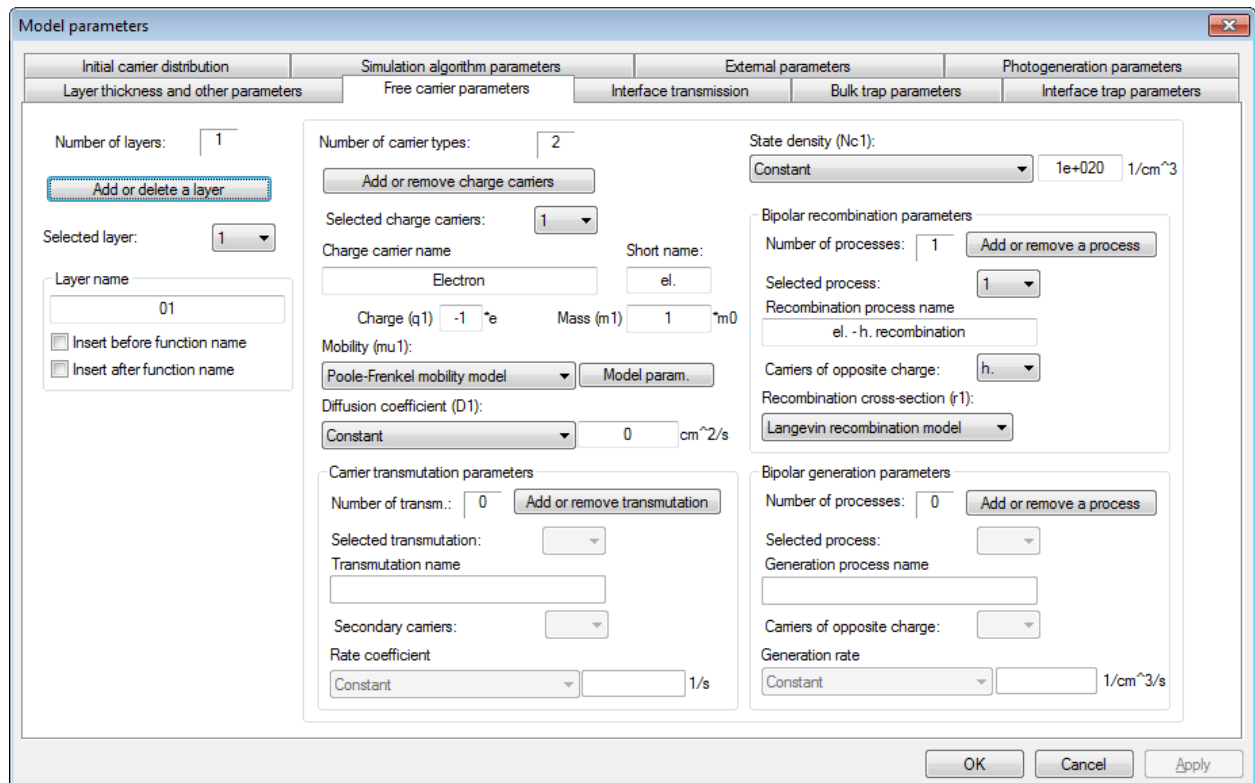 Model parameters
Initial carrier distribution
Simulation algorithm parameters
External parameters
Photogeneration parameters
Layer thickness and other parameters
Free carrier parameters
Interface transmission
Bulk trap parameters
Interface trap parameters
Number of layers: 1
Add or delete a layer
Selected layer: 1
Layer name
01
Insert before function name
Insert after function name
Number of carrier types: 2
Add or remove charge carriers
Selected charge carriers: 1
Charge carrier name Short name:
Electron el.
Charge (q1) -1 *e Mass (m1) 1 *m0
Mobility (mu1):
Poole-Frenkel mobility model Model param.
Diffusion coefficient (D1):
Constant 0 cm^2/s
Carrier transmutation parameters
Number of transm.: 0 Add or remove transmutation
Selected transmutation:
Transmutation name
Secondary carriers:
Rate coefficient
Constant 1/s
State density (Nc1):
Constant 1e+020 1/cm^3
Bipolar recombination parameters
Number of processes: 1 Add or remove a process
Selected process: 1
Recombination process name
el. - h. recombination
Carriers of opposite charge: h.
Recombination cross-section (r1):
Langevin recombination model
Bipolar generation parameters
Number of processes: 0 Add or remove a process
Selected process:
Generation process name
Carriers of opposite charge:
Generation rate
Constant 1/cm^3/s
OK Cancel Apply